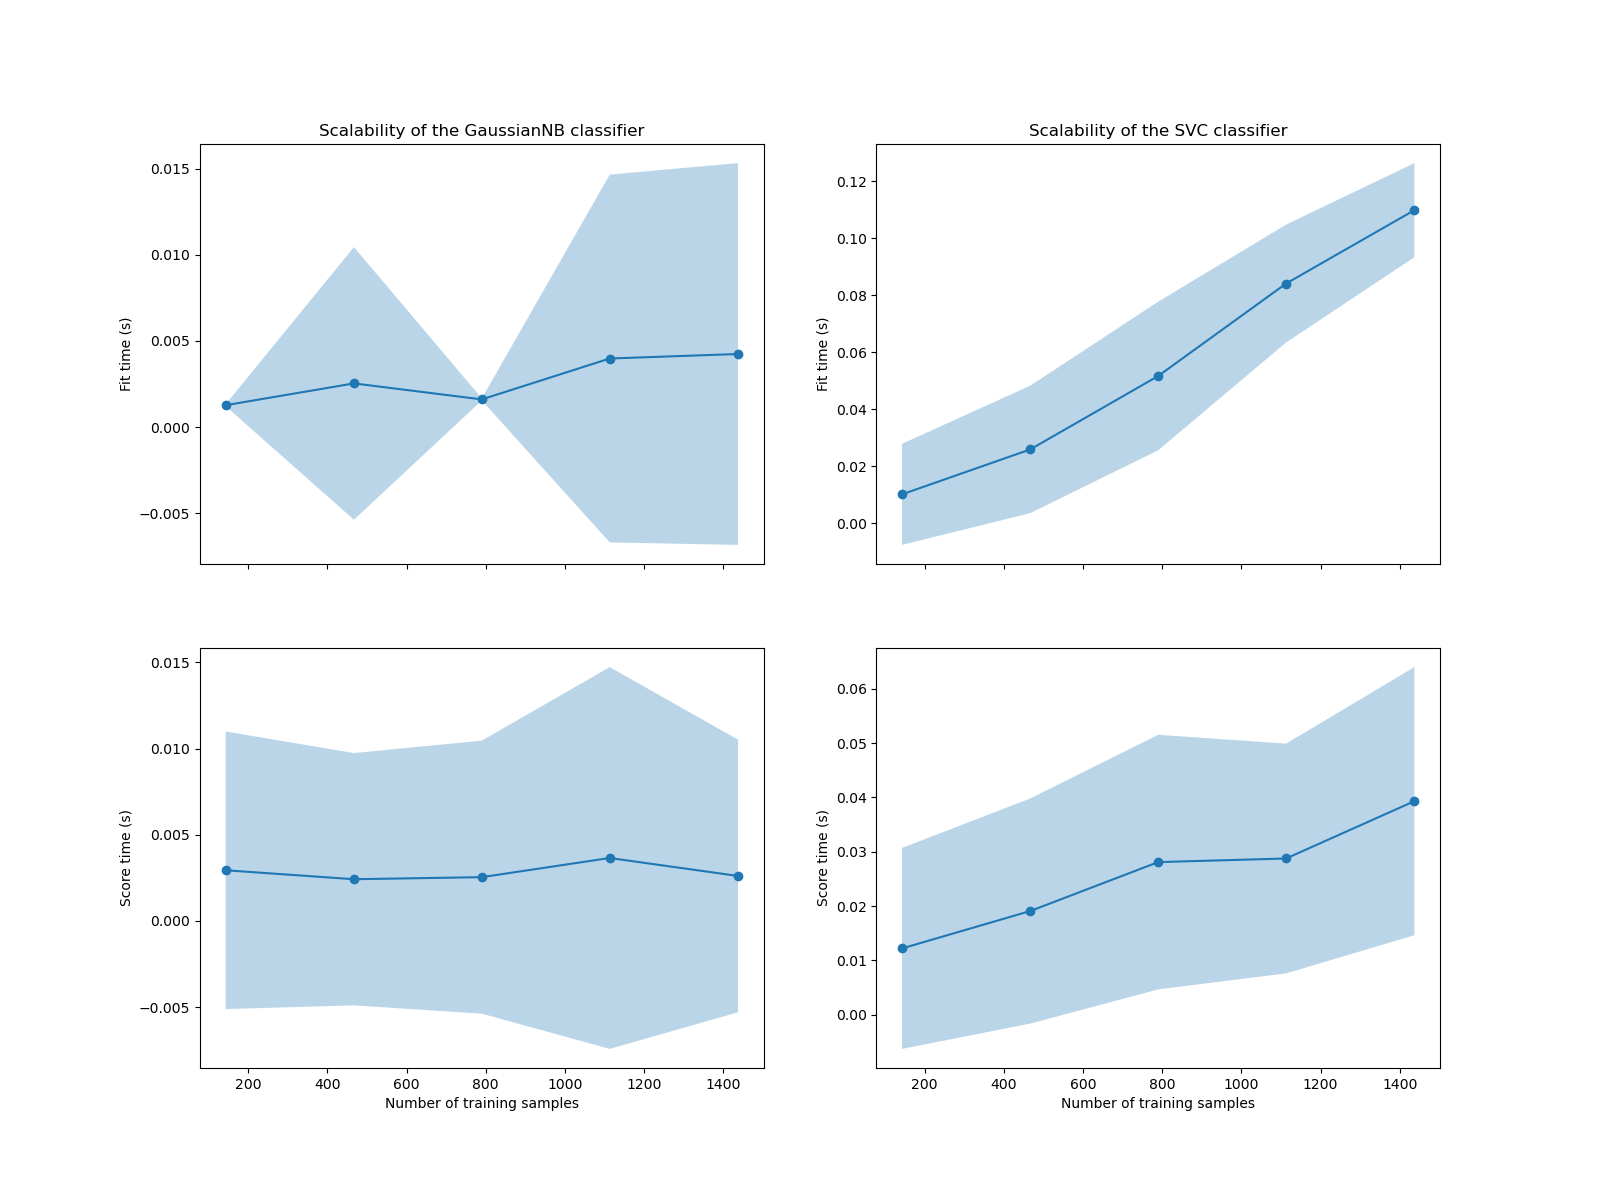 Scalability of the GaussianNB classifier
Fit time (s)
0.015
0.010
0.005
0.000
−0.005
Scalability of the SVC classifier
Fit time (s)
0.12
0.10
0.08
0.06
0.04
0.02
0.00
Score time (s)
0.015
0.010
0.005
0.000
−0.005
200 400 600 800 1000 1200 1400
Number of training samples
Score time (s)
0.06
0.05
0.04
0.03
0.02
0.01
0.00
200 400 600 800 1000 1200 1400
Number of training samples